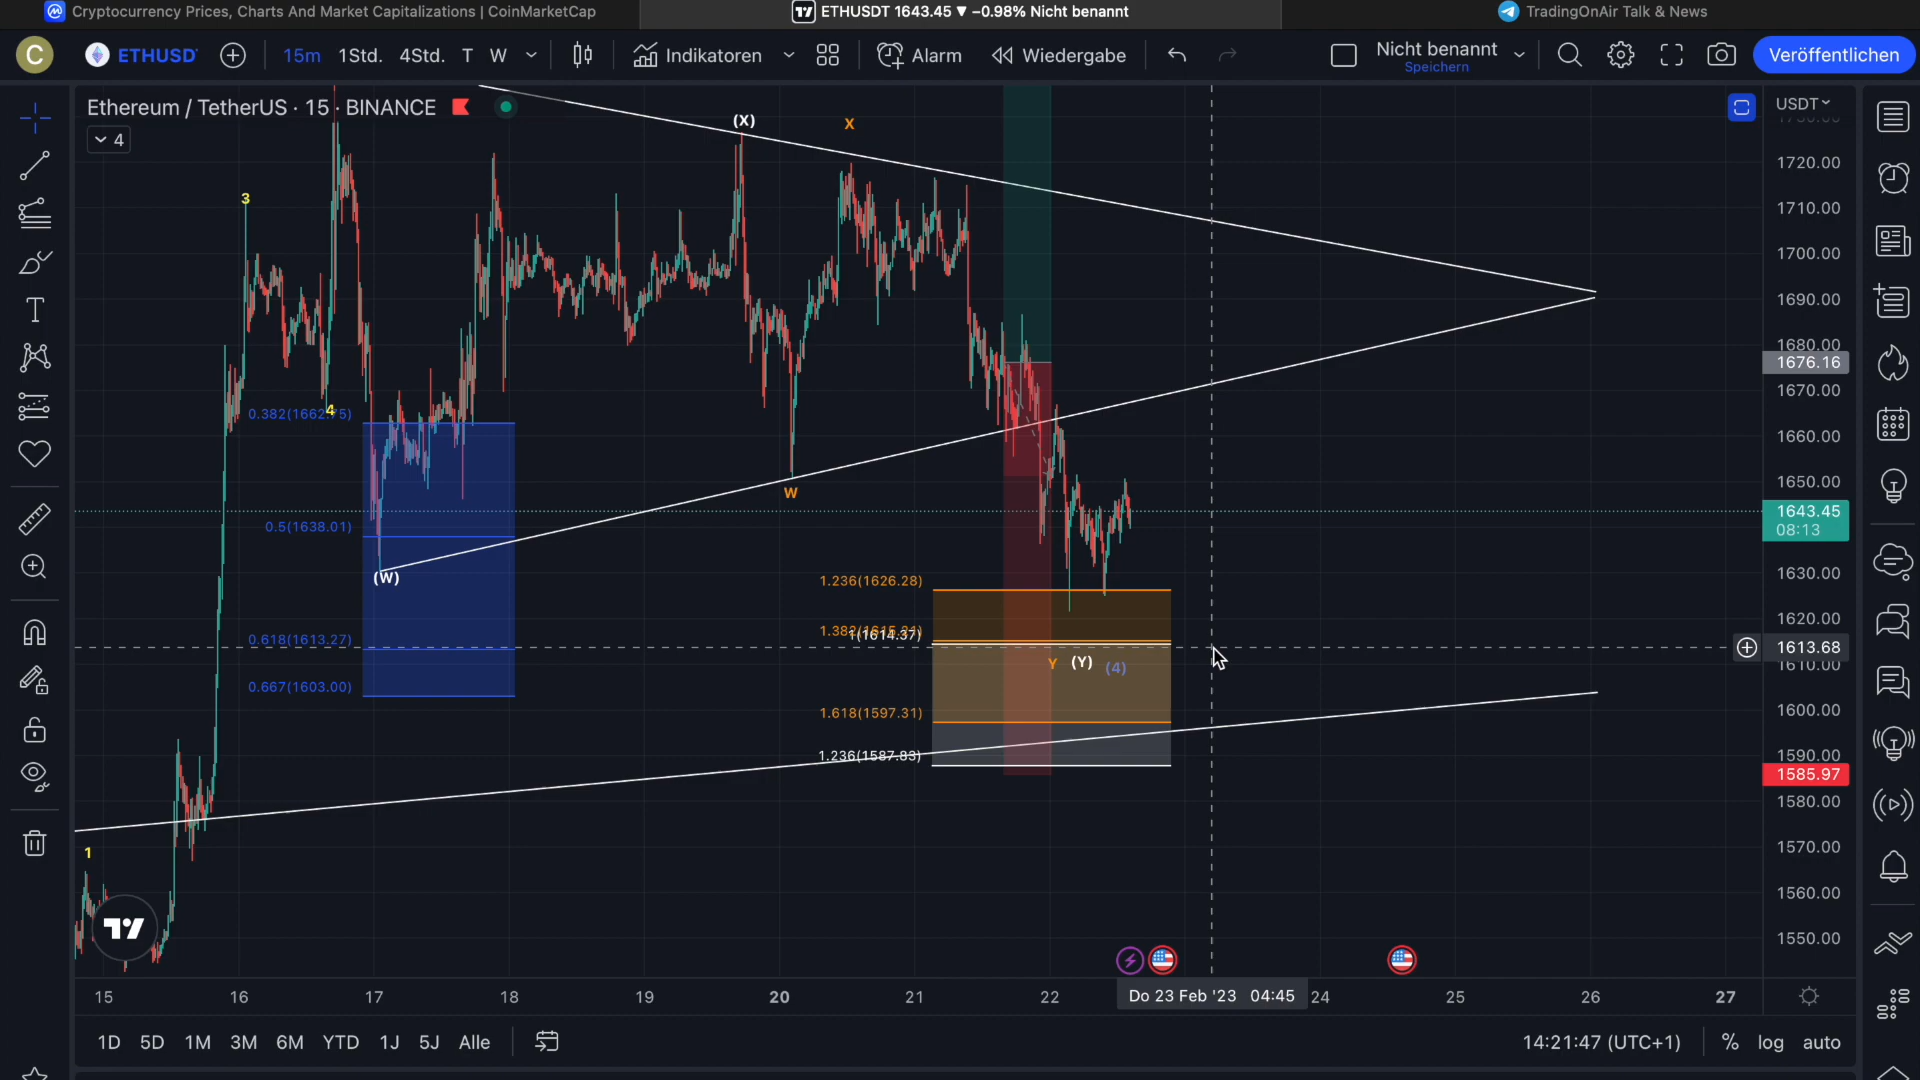 Cryptocurrency Prices, Charts And Market Capitalizations | CoinMarketCap
ETHUSDT 1643.45 ▼ −0.98% Nicht benannt
TradingOnAir Talk & News
C
ETHUSD
15m
1Std.
4Std.
T
W
Indikatoren
Alarm
Wiedergabe
Nicht benannt
Speichern
Veröffentlichen
Ethereum / TetherUS · 15 · BINANCE
4
USDT
(X)
X
3
4
0.382(1662.75)
0.5(1638.01)
(W)
W
0.618(1613.27)
0.667(1603.00)
1.236(1626.28)
1(1614.37)
Y (Y) (4)
1.618(1597.31)
1.236(1587.83)
1
1720.00
1710.00
1700.00
1690.00
1680.00
1676.16
1670.00
1660.00
1650.00
1643.45
08:13
1630.00
1620.00
1613.68
1610.00
1600.00
1590.00
1585.97
1580.00
1570.00
1560.00
1550.00
15 16 17 18 19 20 21 22 Do 23 Feb '23 04:45 24 25 26 27
1D 5D 1M 3M 6M YTD 1J 5J Alle
14:21:47 (UTC+1) % log auto